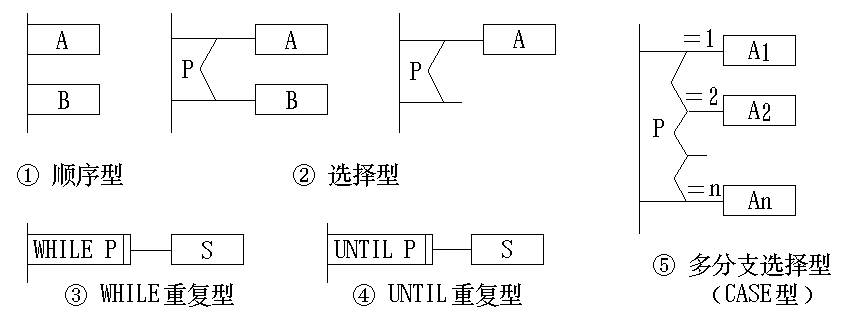 A
B
① 顺序型
P
A
B
P
A
② 选择型
WHILE P
S
③ WHILE重复型
UNTIL P
S
④ UNTIL重复型
P
=1
A1
=2
A2
=n
An
⑤ 多分支选择型
（CASE型）